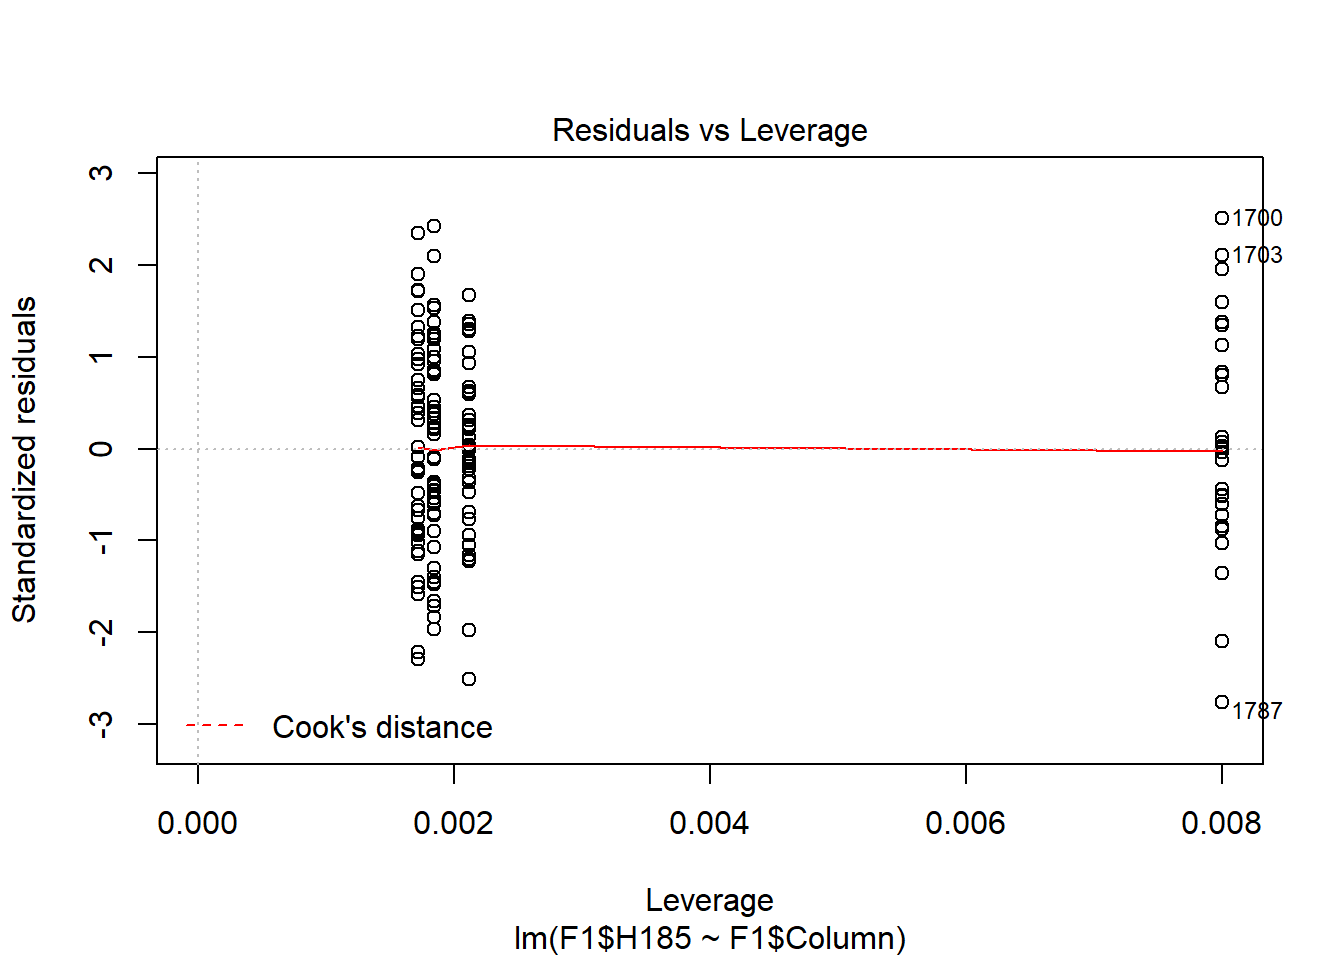 Residuals vs Leverage
Standardized residuals
3
2
1
0
-1
-2
-3
1700
1703
1787
Cook's distance
0.000 0.002 0.004 0.006 0.008
Leverage
lm(F1$H185 ~ F1$Column)